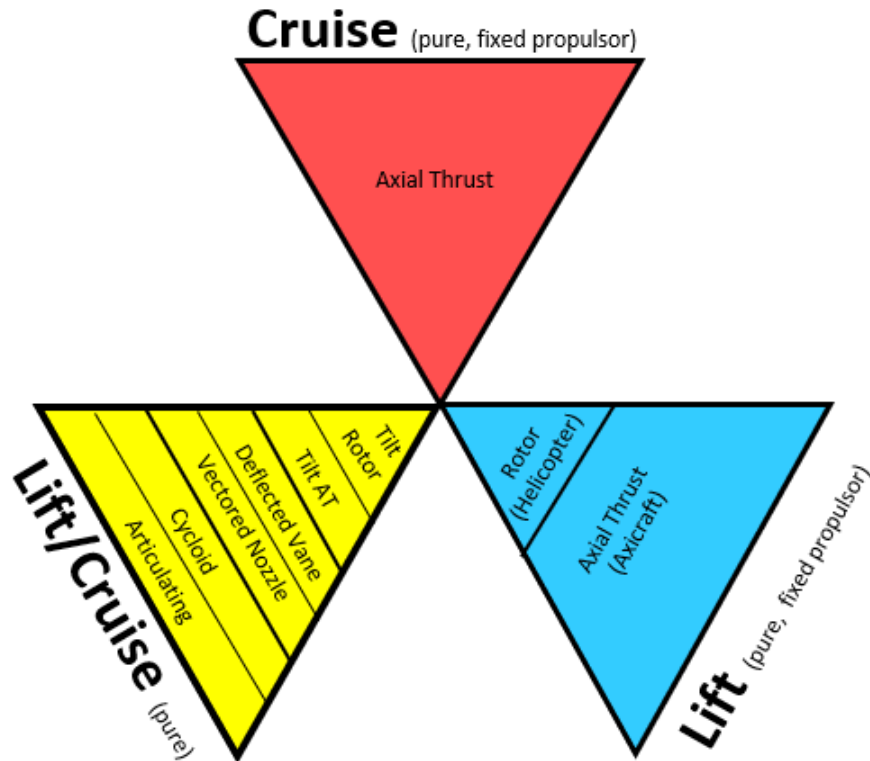 Cruise (pure, fixed propulsor)
Axial Thrust
Tilt
Rotor
Tilt AT
Deflected Vane
Vectored Nozzle
Cycloid
Articulating
Lift/Cruise (pure)
Rotor
(Helicopter)
Axial Thrust
(Axicraft)
Lift (pure, fixed propulsor)